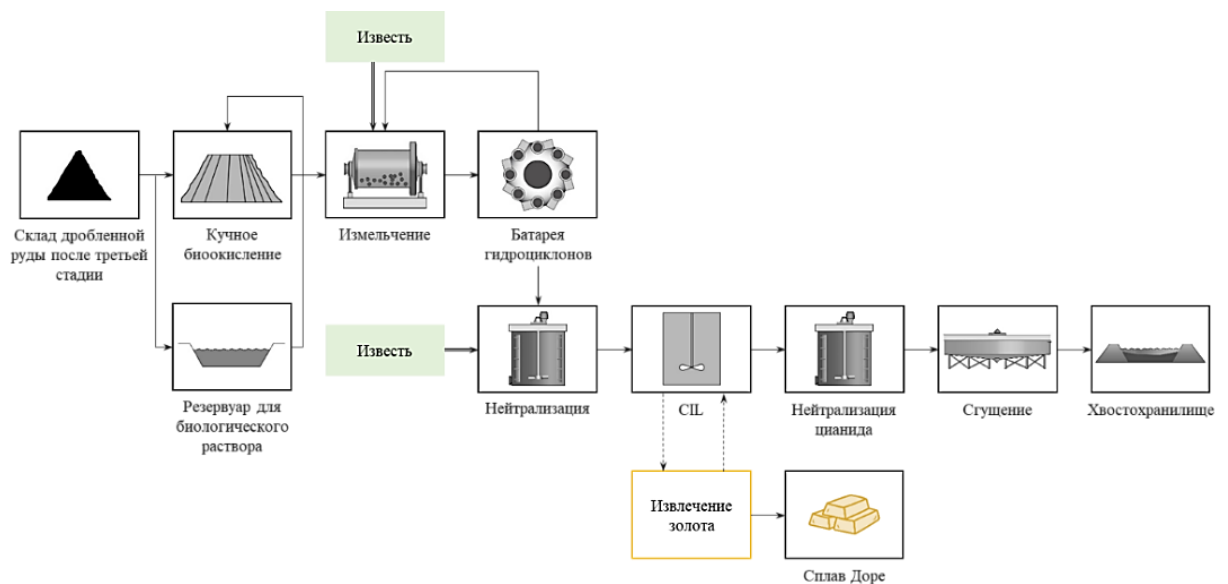 Известь
Склад дробленной
руды после третьей
стадии
Кучное
биоокисление
Измельчение
Батарея
гидроциклонов
Резервуар для
биологического
раствора
Известь
Нейтрализация
CIL
Нейтрализация
цианида
Сгущение
Хвостохранилище
Извлечение
золота
Сплав Доре